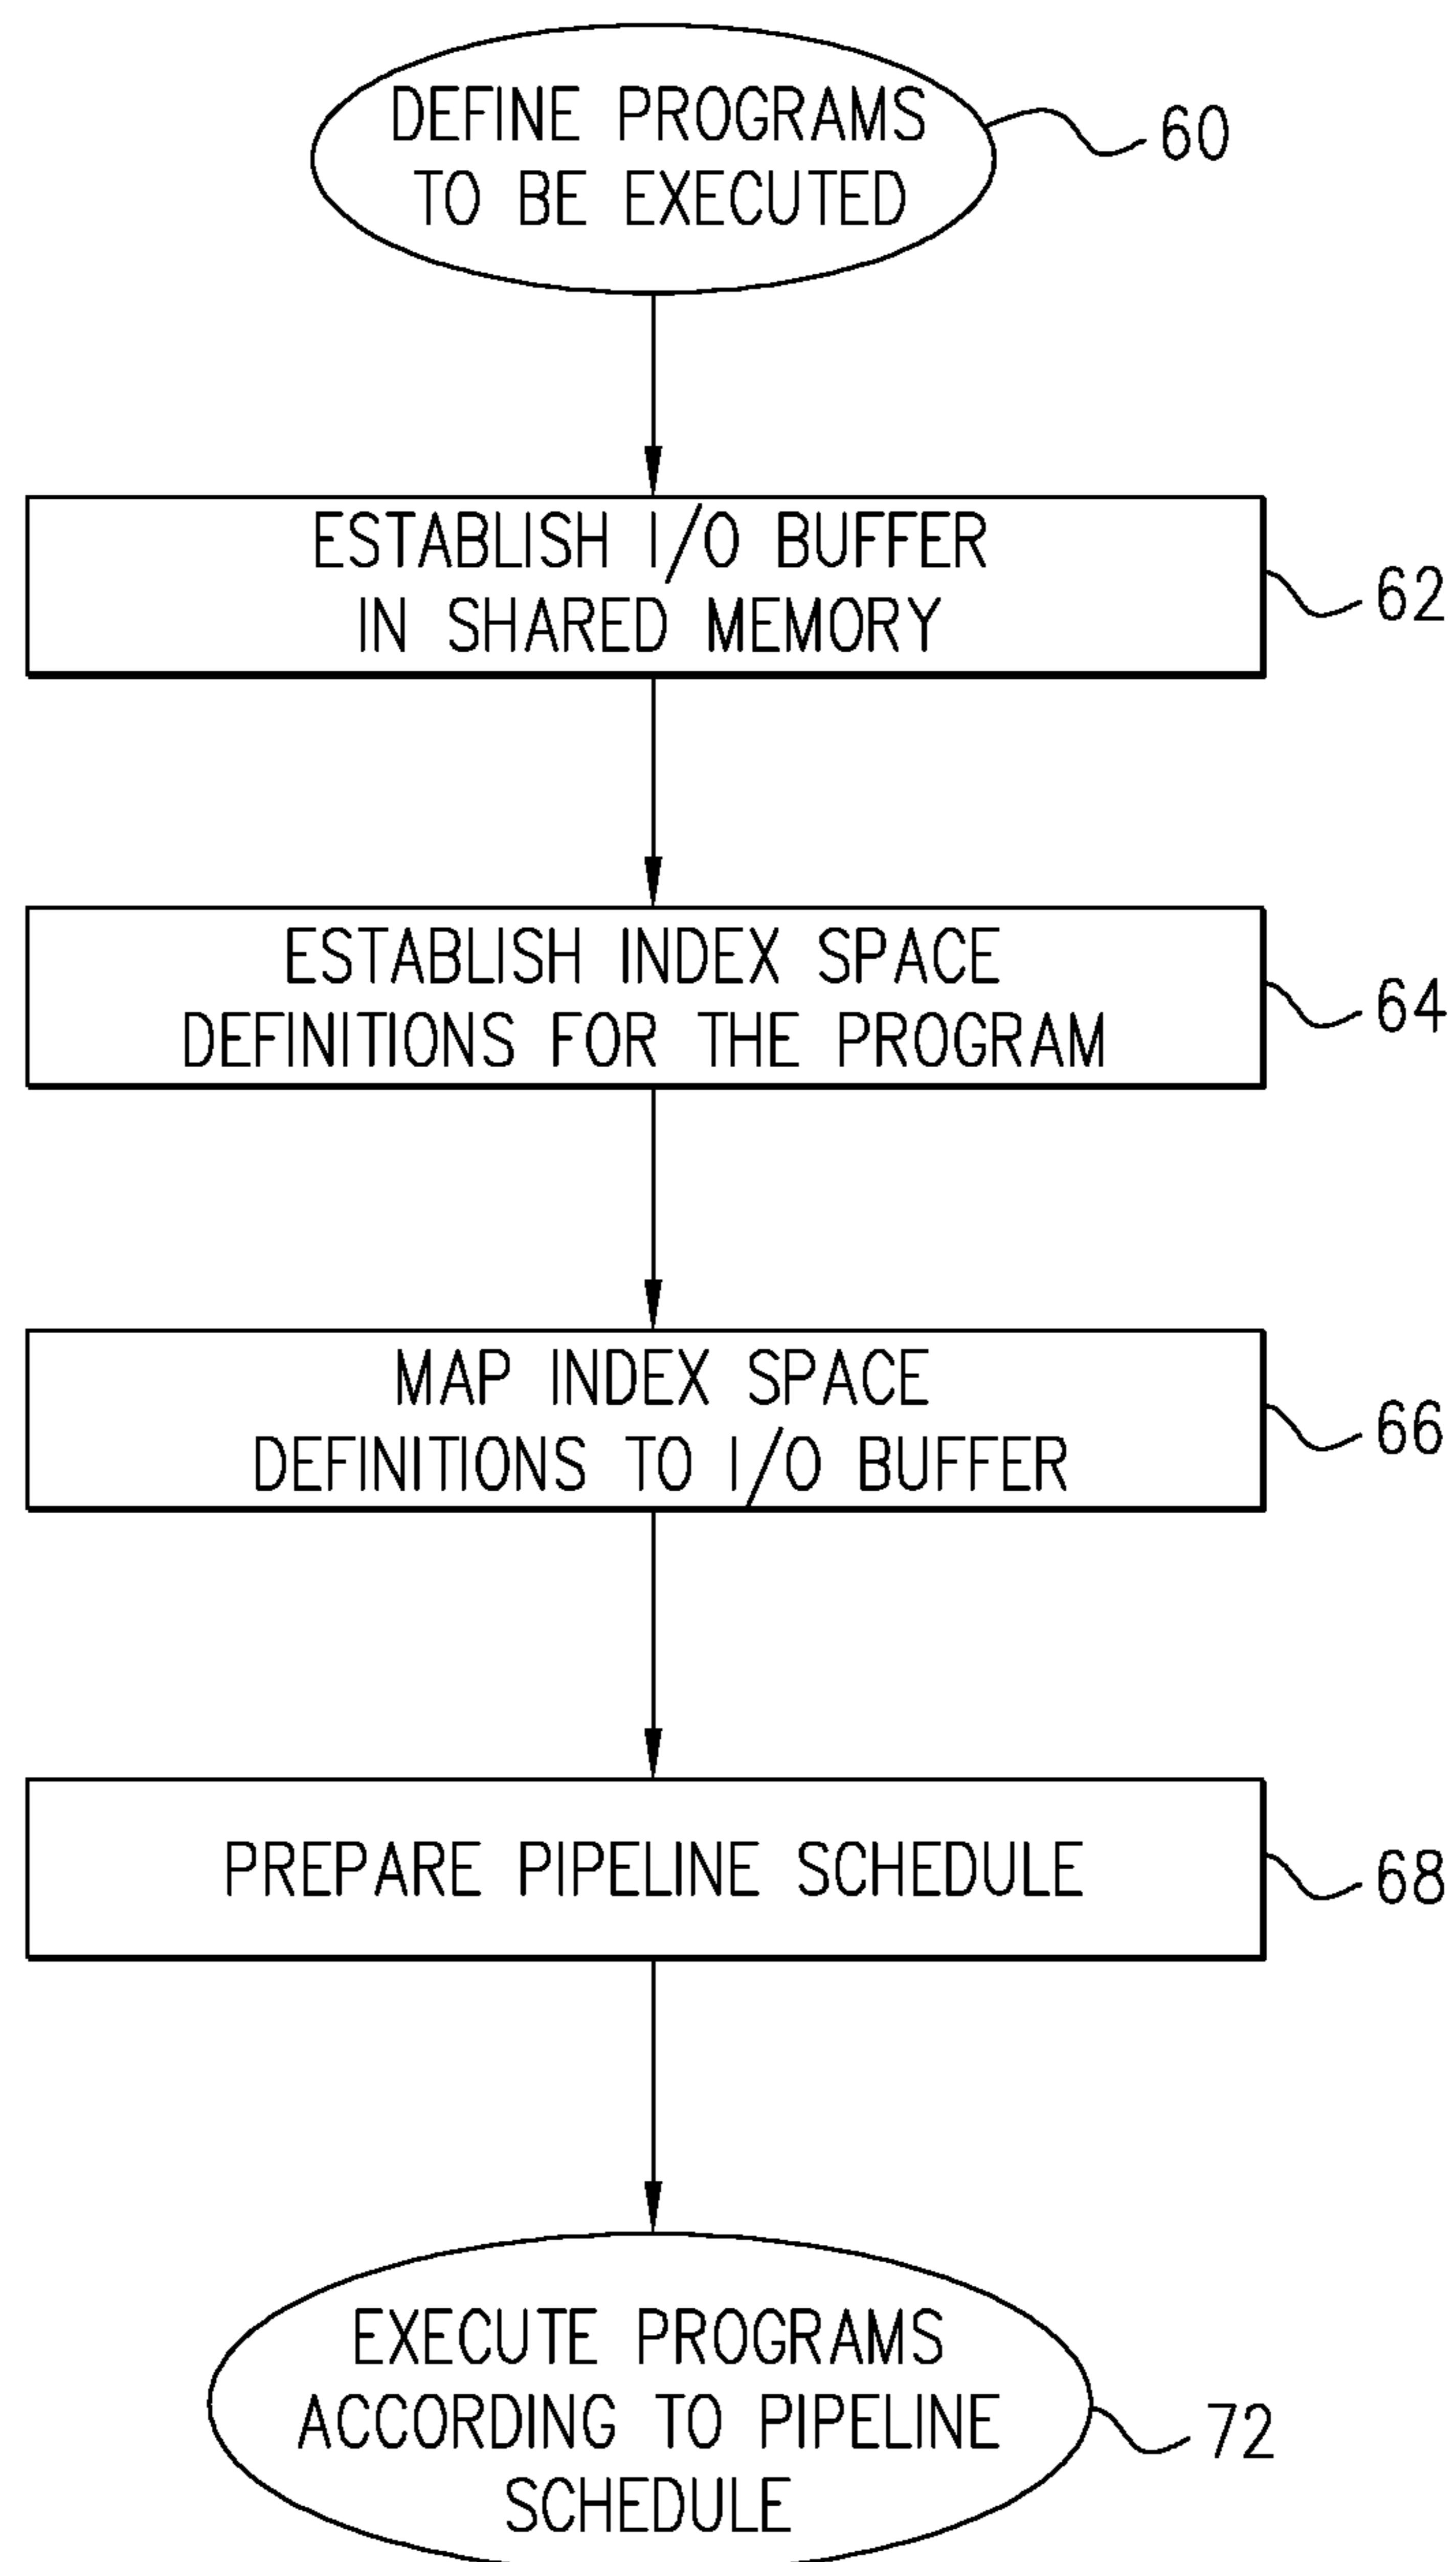 DEFINE PROGRAMS
TO BE EXECUTED
60
ESTABLISH I/O BUFFER
IN SHARED MEMORY
62
ESTABLISH INDEX SPACE
DEFINITIONS FOR THE PROGRAM
64
MAP INDEX SPACE
DEFINITIONS TO I/O BUFFER
66
PREPARE PIPELINE SCHEDULE
68
EXECUTE PROGRAMS
ACCORDING TO PIPELINE
SCHEDULE
72